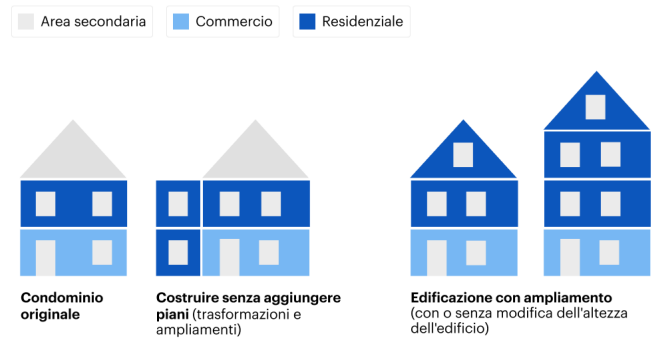 Area secondaria
Commercio
Residenziale
Condominio
originale
Costruire senza aggiungere
piani (trasformazioni e
ampliamenti)
Edificazione con ampliamento
(con o senza modifica dell'altezza
dell'edificio)